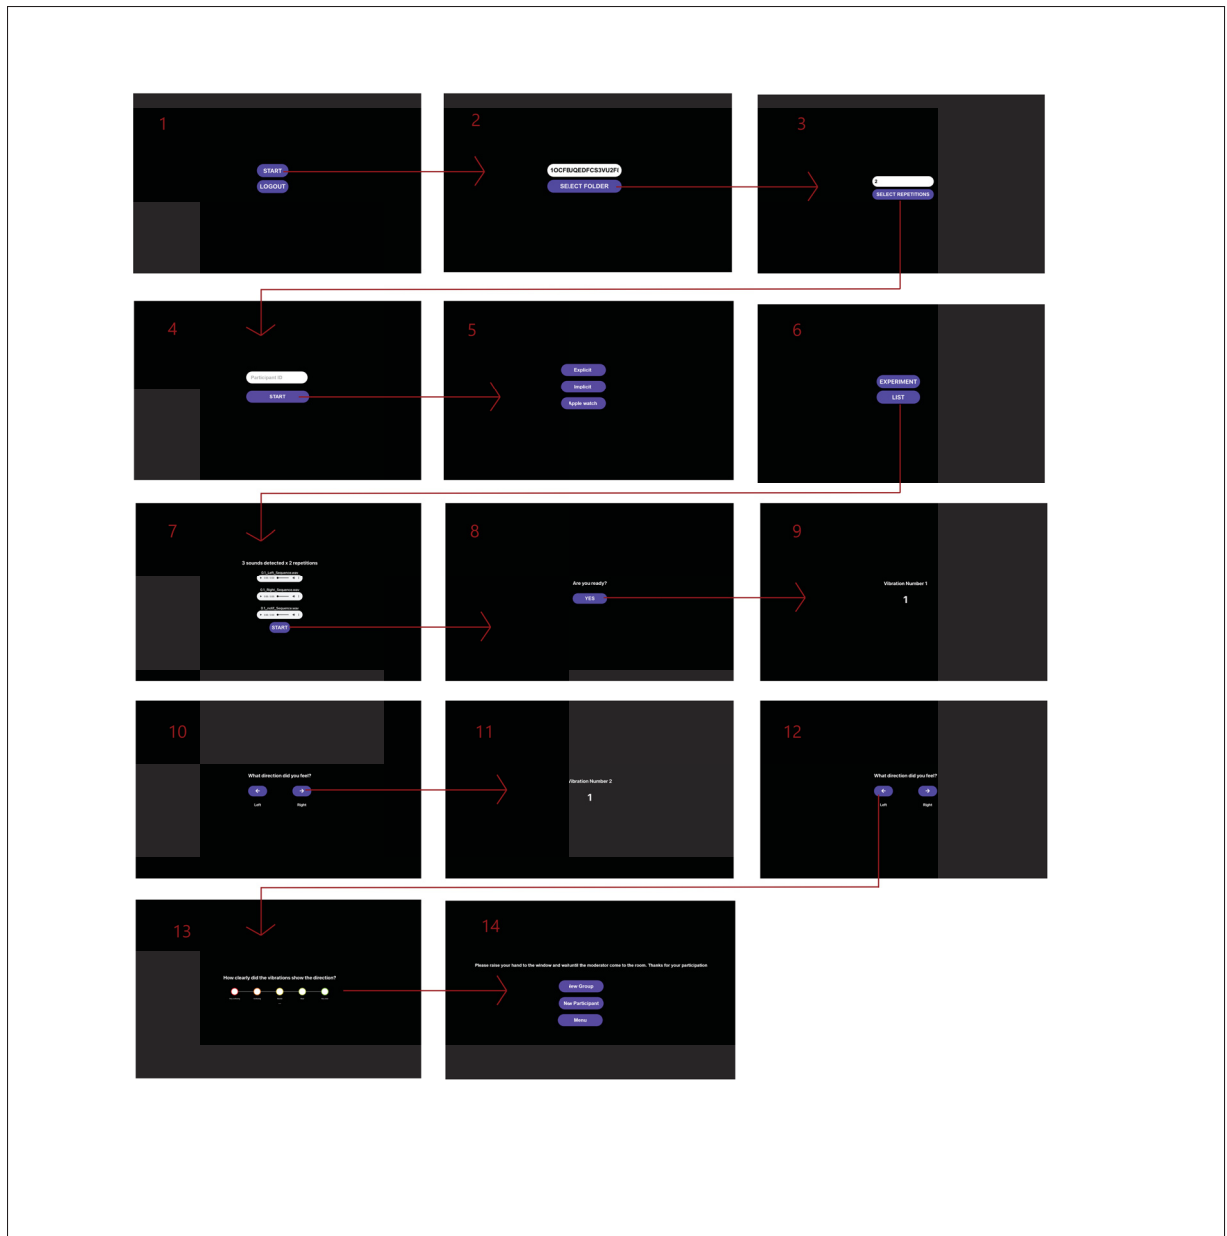 1
START
LOGOUT
2
SELECT FOLDER
3
2
SELECT REPETITIONS
4
Participant ID
START
5
Explicit
Implicit
Apple watch
6
EXPERIMENT
LIST
7
3 sounds detected x 2 repetitions
START
8
Are you ready?
YES
9
Vibration Number 1
1
10
What direction did you feel?
Left Right
11
Vibration Number 2
1
12
What direction did you feel?
Left Right
13
How clearly did the vibrations show the direction?
14
Please raise your hand to the window and wait until the moderator come to the room. Thanks for your participation
New Group
New Participant
Menu